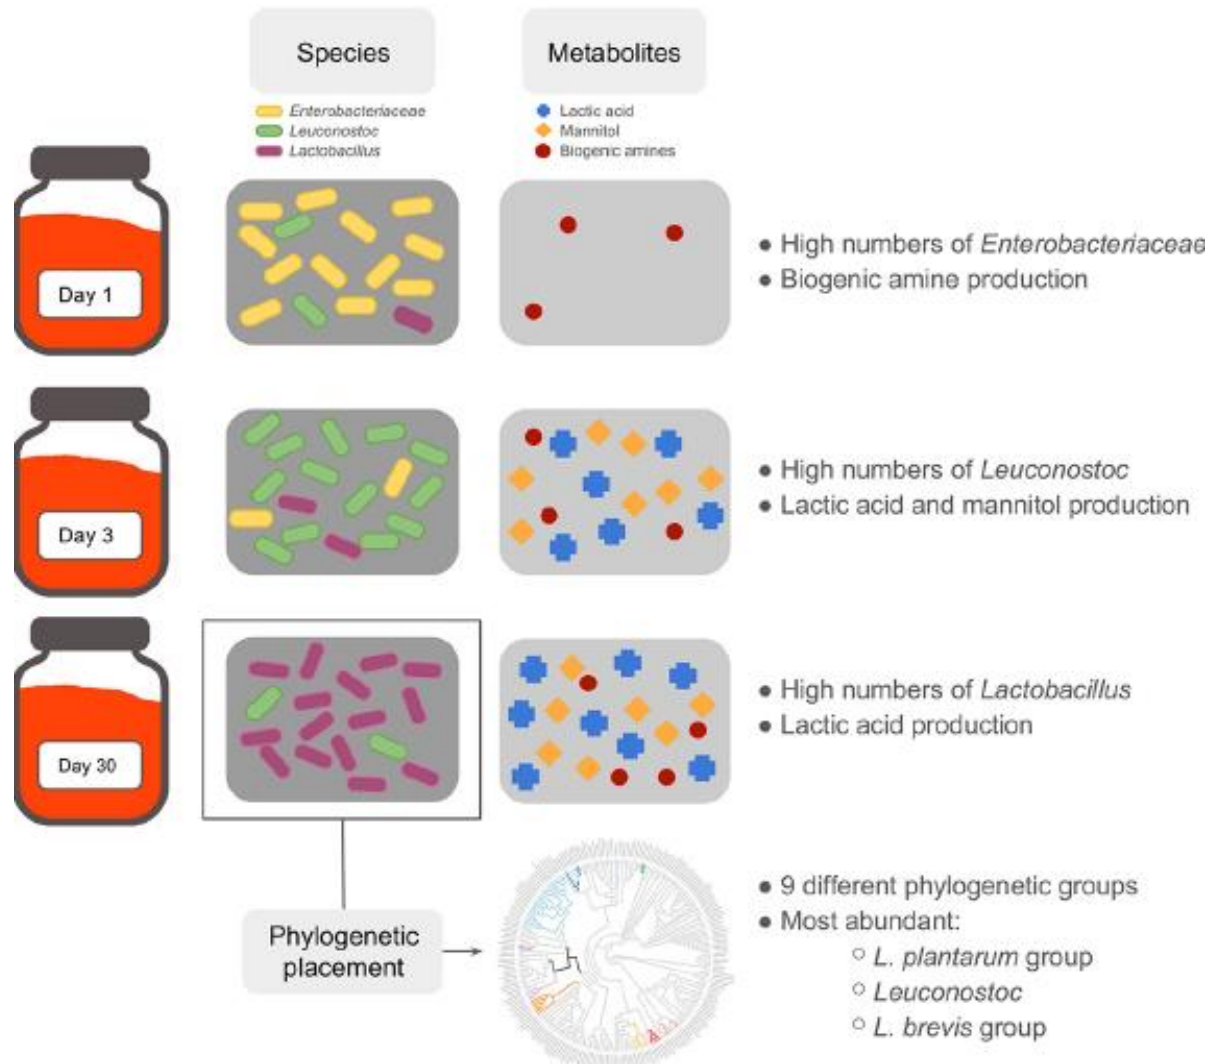 Species
Metabolites
Enterobacteriaceae
Leuconostoc
Lactobacillus
Lactic acid
Mannitol
Biogenic amines
Day 1
● High numbers of Enterobacteriaceae
● Biogenic amine production
Day 3
● High numbers of Leuconostoc
● Lactic acid and mannitol production
Day 30
● High numbers of Lactobacillus
● Lactic acid production
Phylogenetic
placement
● 9 different phylogenetic groups
● Most abundant:
○ L. plantarum group
○ Leuconostoc
○ L. brevis group